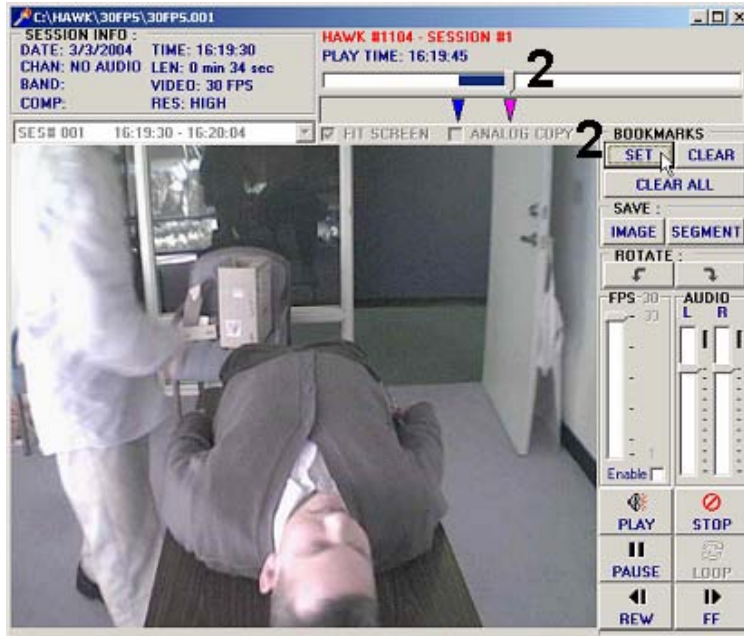 C:\HAWK\30FPS\30FPS.001
SESSION INFO :
DATE: 3/3/2004 TIME: 16:19:30
CHAN: NO AUDIO LEN: 0 min 34 sec
BAND: VIDEO: 30 FPS
COMP: RES: HIGH
HAWK #1104 - SESSION #1
PLAY TIME: 16:19:45
2
SES# 001 16:19:30 - 16:20:04
FIT SCREEN ANALOG COPY
2
BOOKMARKS
SET CLEAR
CLEAR ALL
SAVE :
IMAGE SEGMENT
ROTATE :
FPS 30 AUDIO
L R
30
1
Enable
PLAY STOP
PAUSE LOOP
REW FF